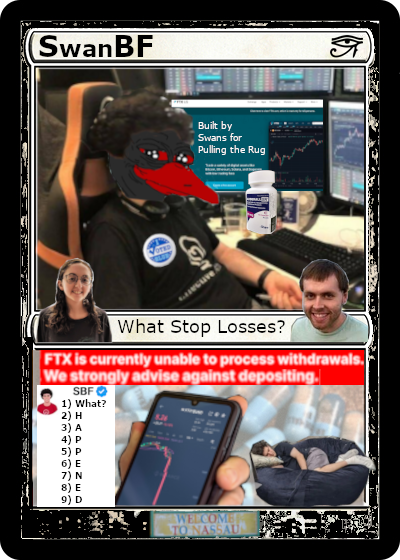 SwanBF
Built by
Swans for
Pulling the Rug
I VOTED
What Stop Losses?
FTX is currently unable to process withdrawals.
We strongly advise against depositing.
SBF
1) What?
2) H
3) A
4) P
5) P
6) E
7) N
8) E
9) D
WELCOME
TO NASSAU